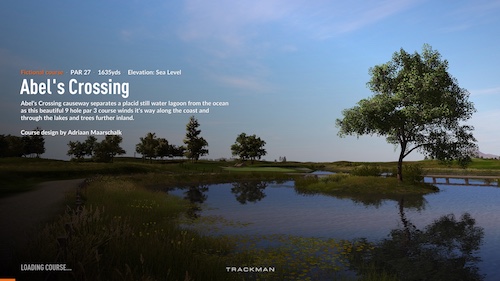 Fictional course · PAR 27 1635yds Elevation: Sea Level
Abel's Crossing
Abel's Crossing causeway separates a placid still water lagoon from the ocean
as this beautiful 9 hole par 3 course winds it's way along the coast and
through the lakes and trees further inland.
Course design by Adriaan Maarschalk
LOADING COURSE...
TRACKMAN